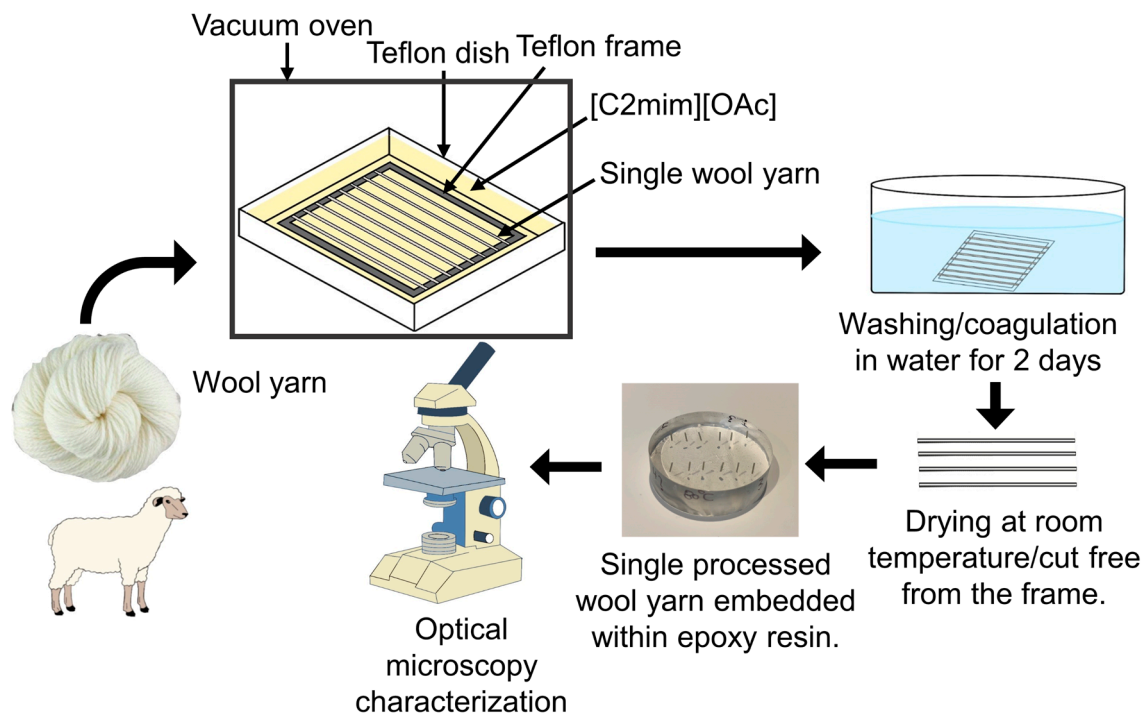 Vacuum oven
Teflon dish
Teflon frame
[C2mim][OAc]
Single wool yarn
Wool yarn
Washing/coagulation
in water for 2 days
Drying at room
temperature/cut free
from the frame.
Single processed
wool yarn embedded
within epoxy resin.
Optical
microscopy
characterization